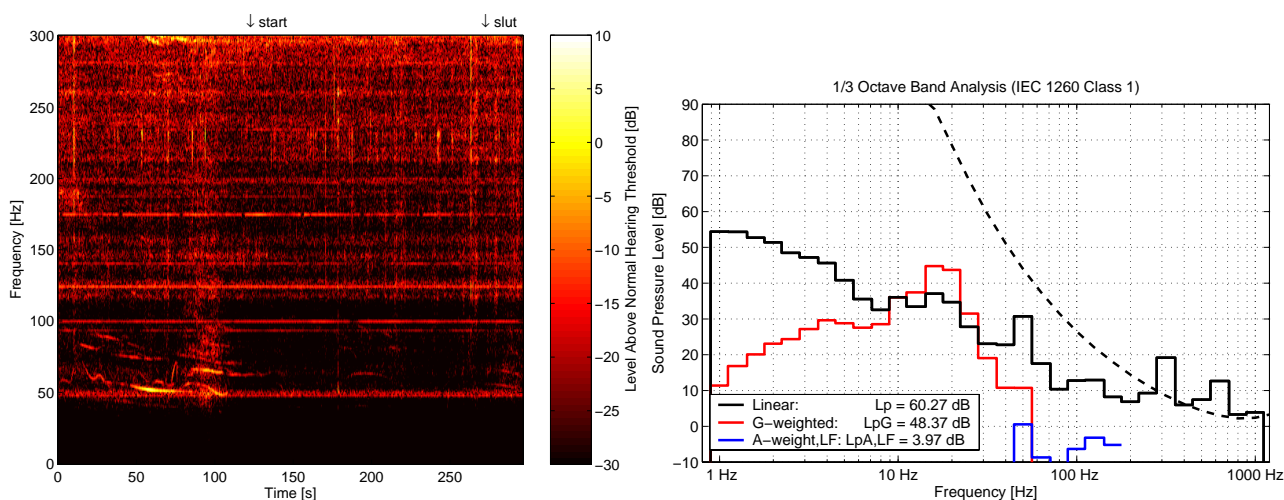 ↓ start
↓ slut
300
250
200
150
100
50
0
Frequency [Hz]
0
50
100
150
200
250
Time [s]
10
5
0
−5
−10
−15
−20
−25
−30
Level Above Normal Hearing Threshold [dB]
1/3 Octave Band Analysis (IEC 1260 Class 1)
90
80
70
60
50
40
30
20
10
0
−10
Sound Pressure Level [dB]
Linear: Lp = 60.27 dB
G-weighted: LpG = 48.37 dB
A-weight,LF: LpA,LF = 3.97 dB
1 Hz
10 Hz
100 Hz
1000 Hz
Frequency [Hz]